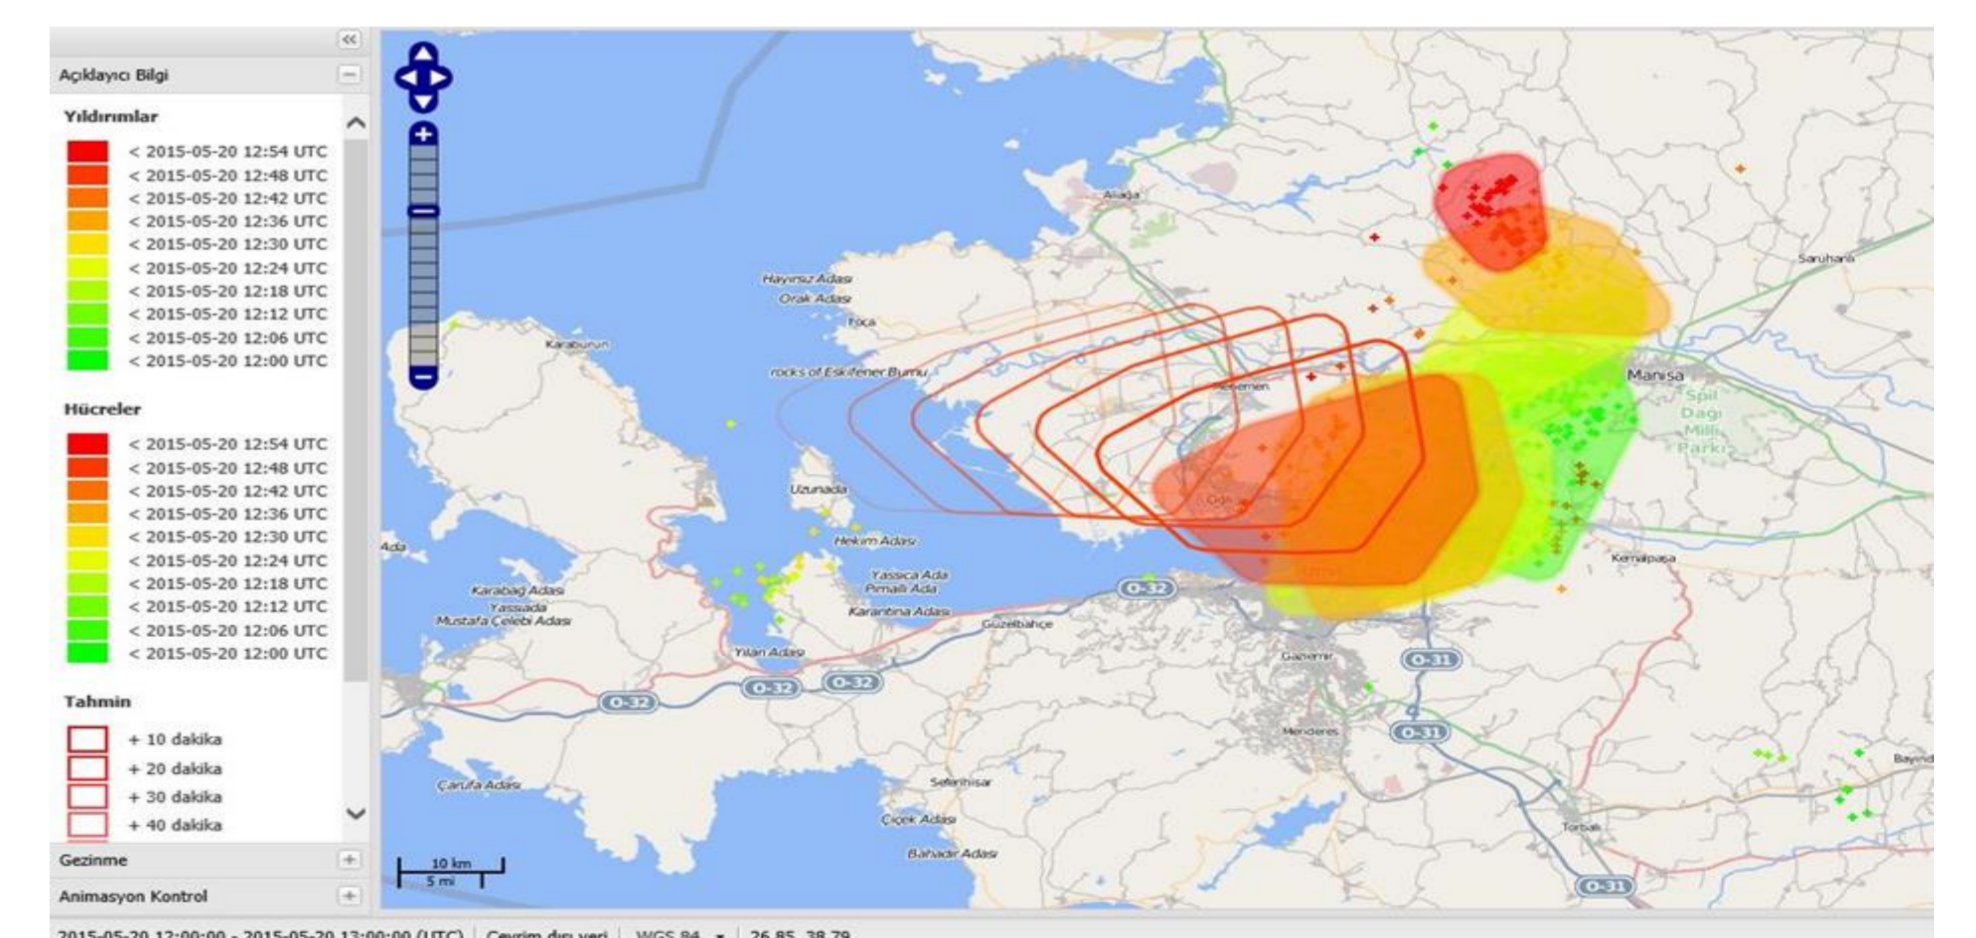 Açıklayıcı Bilgi
Yıldırımlar
< 2015-05-20 12:54 UTC
< 2015-05-20 12:48 UTC
< 2015-05-20 12:42 UTC
< 2015-05-20 12:36 UTC
< 2015-05-20 12:30 UTC
< 2015-05-20 12:24 UTC
< 2015-05-20 12:18 UTC
< 2015-05-20 12:12 UTC
< 2015-05-20 12:06 UTC
< 2015-05-20 12:00 UTC
Hücreler
< 2015-05-20 12:54 UTC
< 2015-05-20 12:48 UTC
< 2015-05-20 12:42 UTC
< 2015-05-20 12:36 UTC
< 2015-05-20 12:30 UTC
< 2015-05-20 12:24 UTC
< 2015-05-20 12:18 UTC
< 2015-05-20 12:12 UTC
< 2015-05-20 12:06 UTC
< 2015-05-20 12:00 UTC
Tahmin
+ 10 dakika
+ 20 dakika
+ 30 dakika
+ 40 dakika
Gezinme
Animasyon Kontrol
Aliağa
Saruhanlı
Hayırsız Adası
Orak Adası
Foça
Karaburun
rocks of Eskifener Burnu
Menemen
Manisa
Spil
Dağı
Milli
Parkı
Uzunada
Çiğli
Ada
Hekim Adası
Kemalpaşa
İzmir
Yassıca Ada
Pırnallı Ada
Karantina Adası
Karabağ Adası
Yassıada
Mustafa Çelebi Adası
O-32
Güzelbahçe
Yılan Adası
Gaziemir
O-31
O-32
O-32
O-32
Menderes
O-31
Çarufa Adası
Seferihisar
Bayınd
Çiçek Adası
Torbalı
Bahadır Adası
10 km
5 mi
O-31
2015-05-20 12:00:00 - 2015-05-20 13:00:00 (UTC) Çevrim dışı veri WGS 84 26.85, 38.79